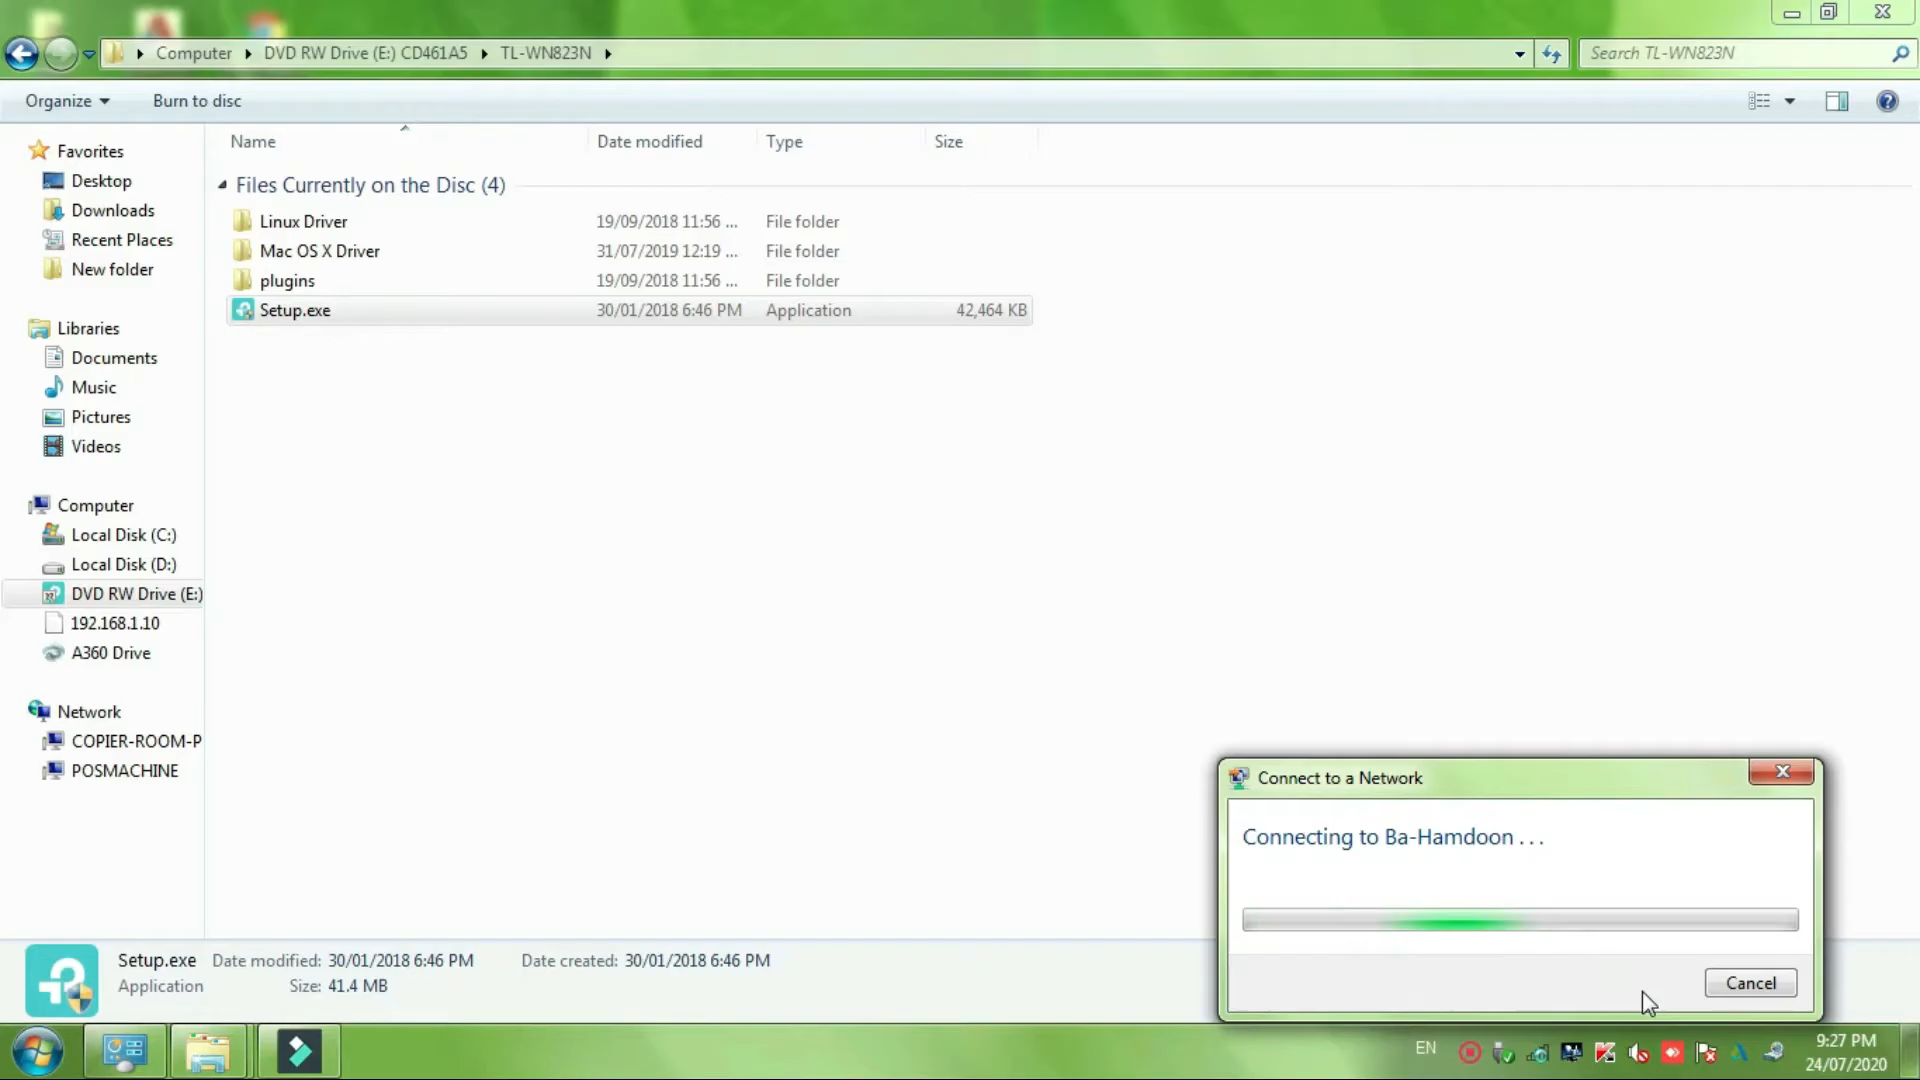 Computer DVD RW Drive (E:) CD461A5 TL-WN823N
Search TL-WN823N
Organize Burn to disc
Name Date modified Type Size
Files Currently on the Disc (4)
Linux Driver 19/09/2018 11:56 ... File folder
Mac OS X Driver 31/07/2019 12:19 ... File folder
plugins 19/09/2018 11:56 ... File folder
Setup.exe 30/01/2018 6:46 PM Application 42,464 KB
Favorites
Desktop
Downloads
Recent Places
New folder
Libraries
Documents
Music
Pictures
Videos
Computer
Local Disk (C:)
Local Disk (D:)
DVD RW Drive (E:)
192.168.1.10
A360 Drive
Network
COPIER-ROOM-P
POSMACHINE
Connect to a Network
Connecting to Ba-Hamdoon . . .
Cancel
Setup.exe Date modified: 30/01/2018 6:46 PM Date created: 30/01/2018 6:46 PM
Application Size: 41.4 MB
EN
9:27 PM
24/07/2020